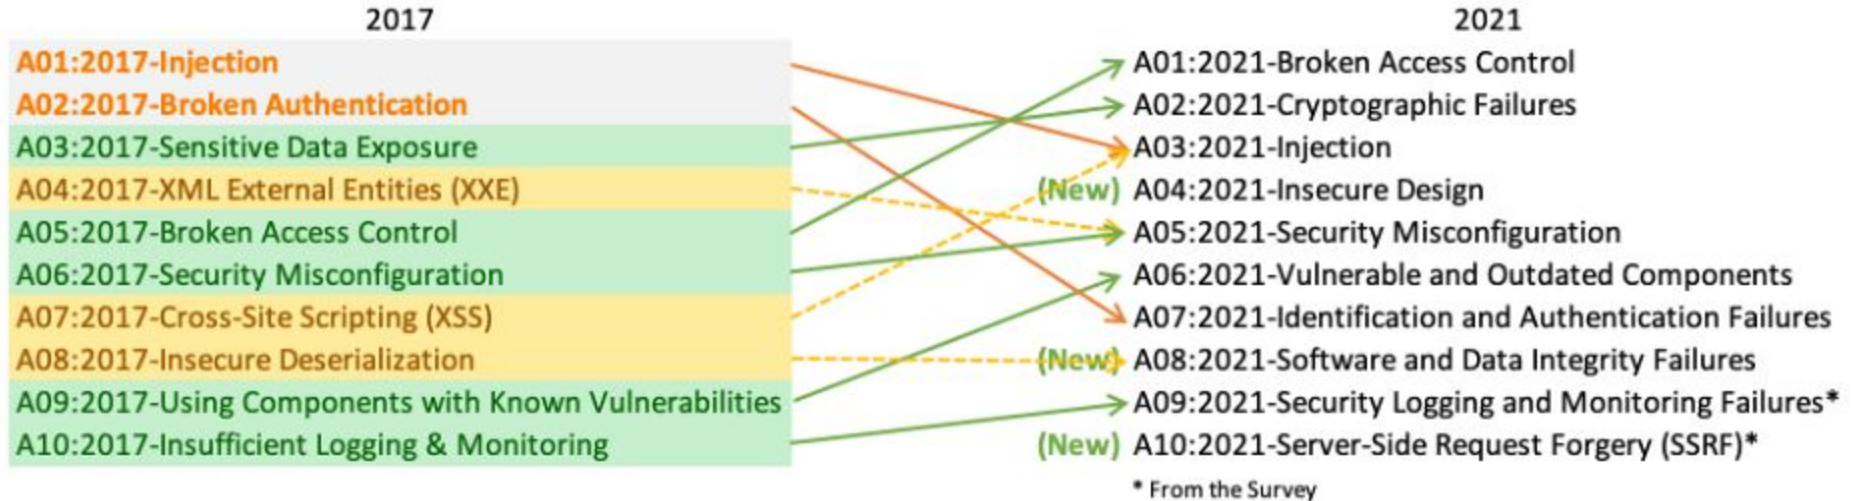 2017
A01:2017-Injection
A02:2017-Broken Authentication
A03:2017-Sensitive Data Exposure
A04:2017-XML External Entities (XXE)
A05:2017-Broken Access Control
A06:2017-Security Misconfiguration
A07:2017-Cross-Site Scripting (XSS)
A08:2017-Insecure Deserialization
A09:2017-Using Components with Known Vulnerabilities
A10:2017-Insufficient Logging & Monitoring
2021
A01:2021-Broken Access Control
A02:2021-Cryptographic Failures
A03:2021-Injection
(New) A04:2021-Insecure Design
A05:2021-Security Misconfiguration
A06:2021-Vulnerable and Outdated Components
A07:2021-Identification and Authentication Failures
(New) A08:2021-Software and Data Integrity Failures
A09:2021-Security Logging and Monitoring Failures*
(New) A10:2021-Server-Side Request Forgery (SSRF)*
* From the Survey